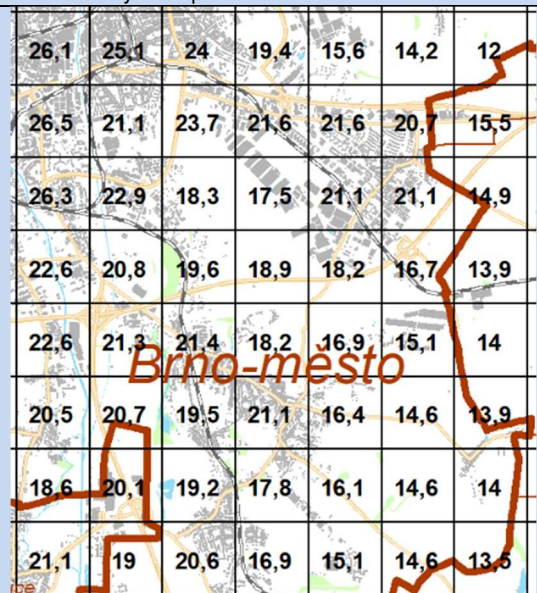 26,1 25,1 24 19,4 15,6 14,2 12
26,5 21,1 23,7 21,6 21,6 20,7 15,5
26,3 22,9 18,3 17,5 21,1 21,1 14,9
22,6 20,8 19,6 18,9 18,2 16,7 13,9
22,6 21,3 21,4 18,2 16,9 15,1 14
Brno-město
20,5 20,7 19,5 21,1 16,4 14,6 13,9
18,6 20,1 19,2 17,8 16,1 14,6 14
21,1 19 20,6 16,9 15,1 14,6 13,5